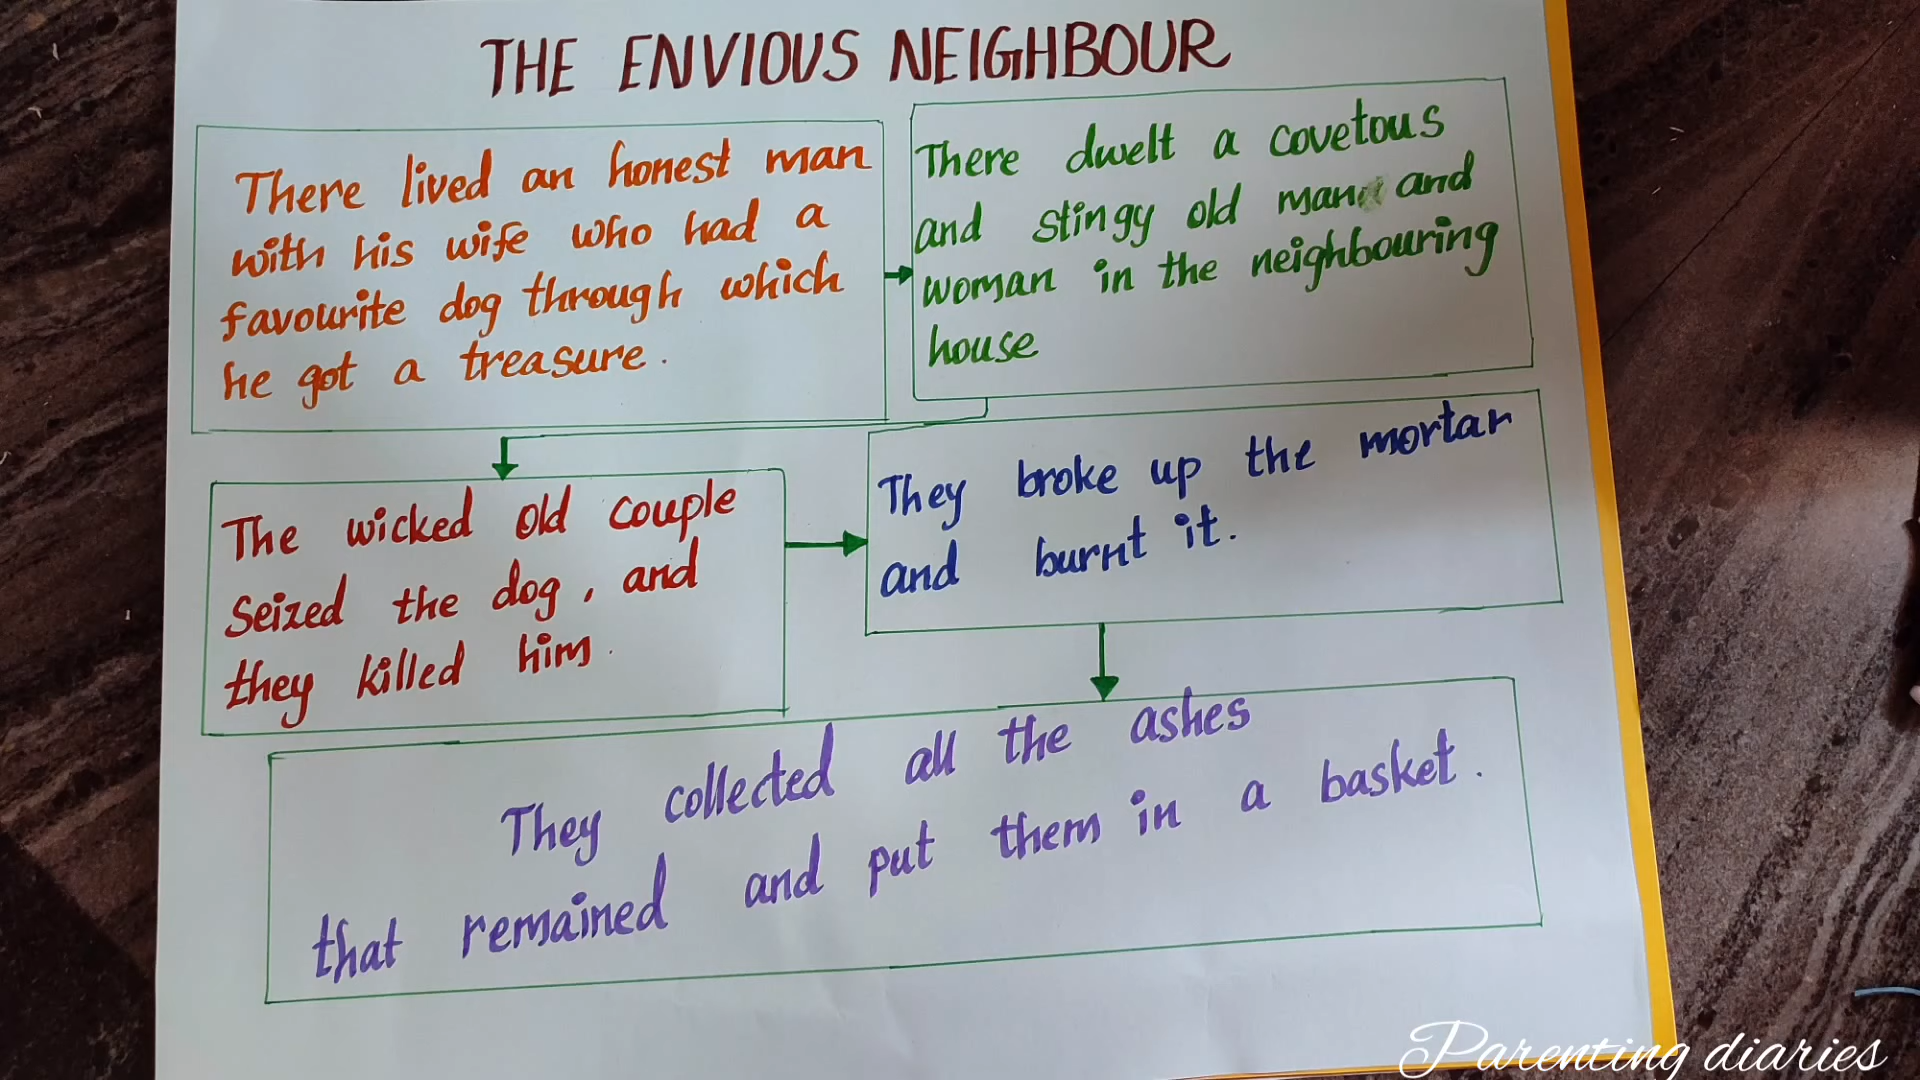 THE ENVIOUS NEIGHBOUR
There lived an honest man
with his wife who had a
favourite dog through which
he got a treasure.
There dwelt a covetous
and stingy old man and
woman in the neighbouring
house
The wicked old couple
Seized the dog, and
they killed him.
They broke up the mortar
and burnt it.
They collected all the ashes
that remained and put them in a basket.
Parenting diaries